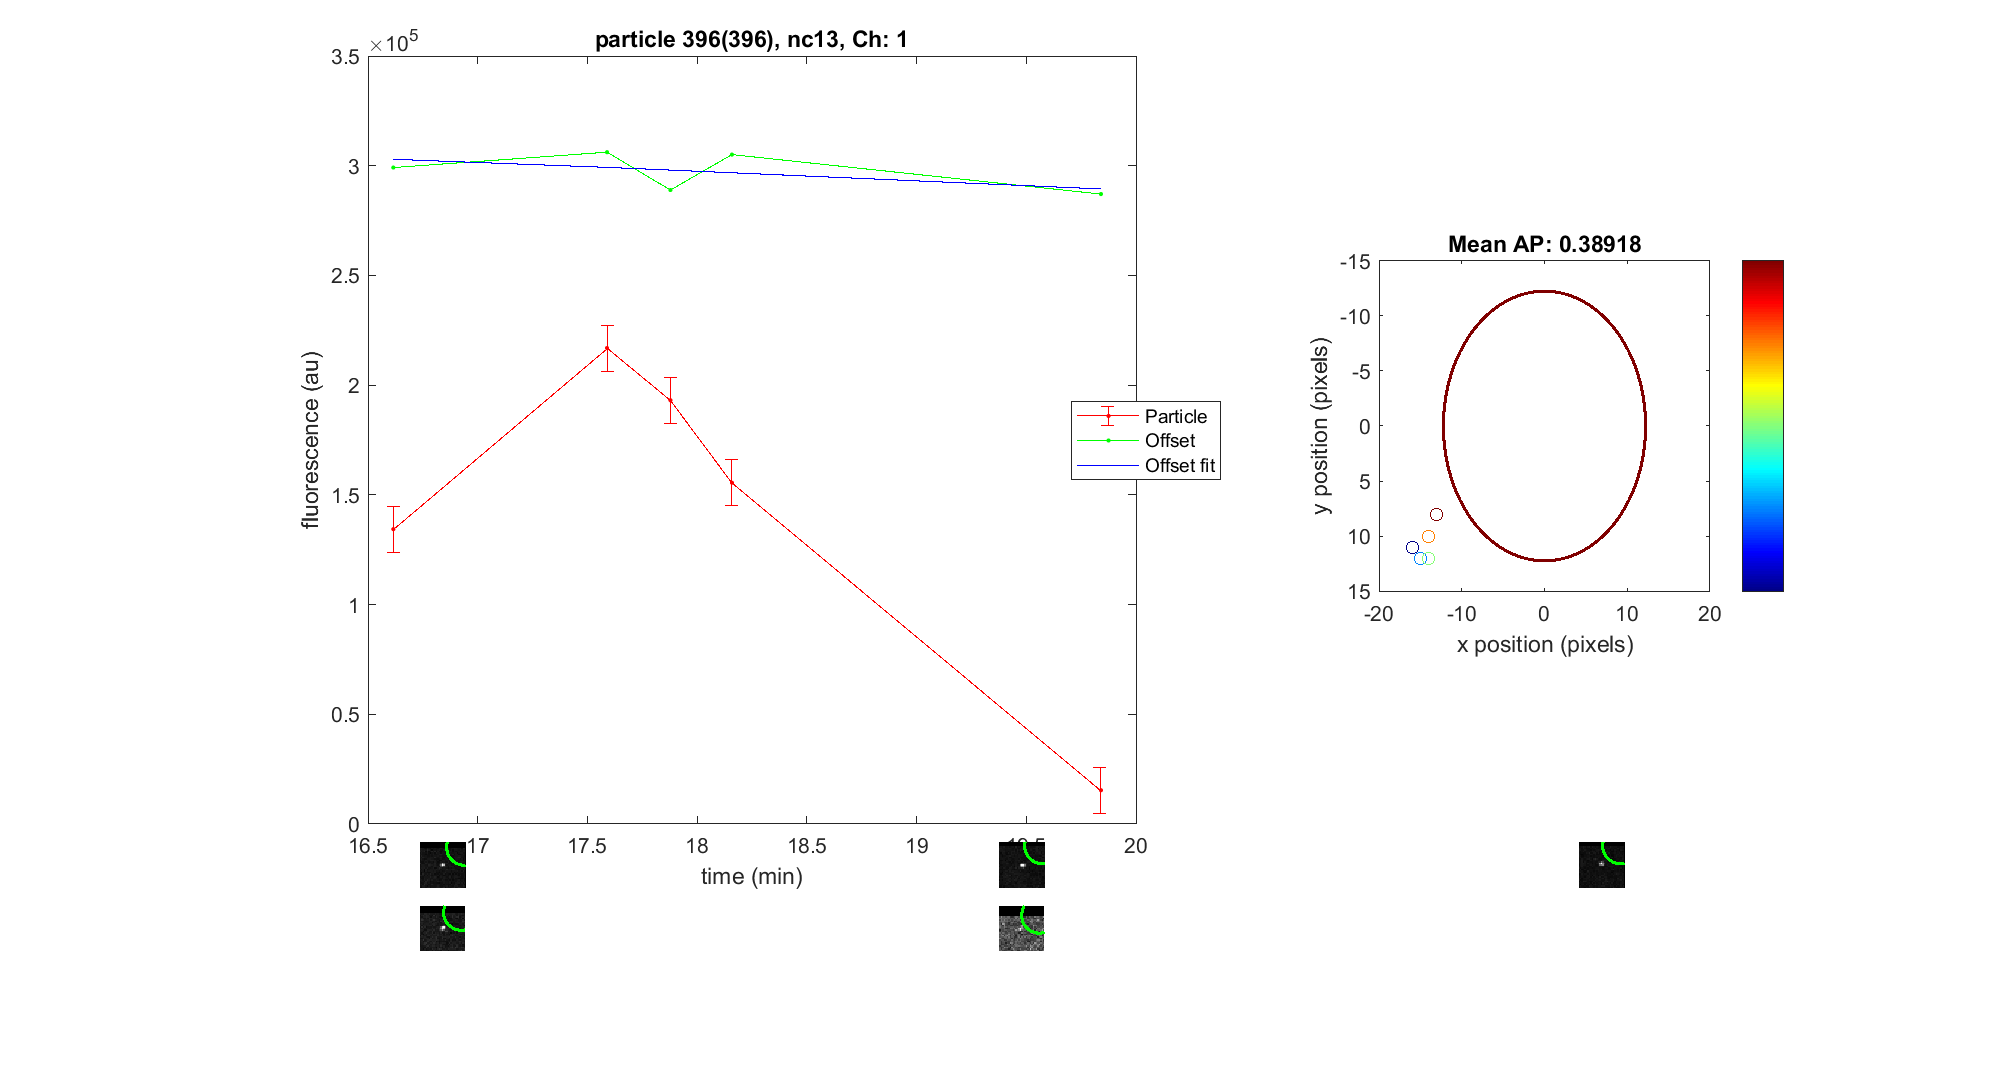 particle 396(396), nc13, Ch: 1
×10^5
3.5
3
2.5
2
1.5
1
0.5
0
fluorescence (au)
16.5 17 17.5 18 18.5 19 19.5 20
time (min)
Particle
Offset
Offset fit
Mean AP: 0.38918
-15
-10
-5
0
5
10
15
y position (pixels)
-20 -10 0 10 20
x position (pixels)